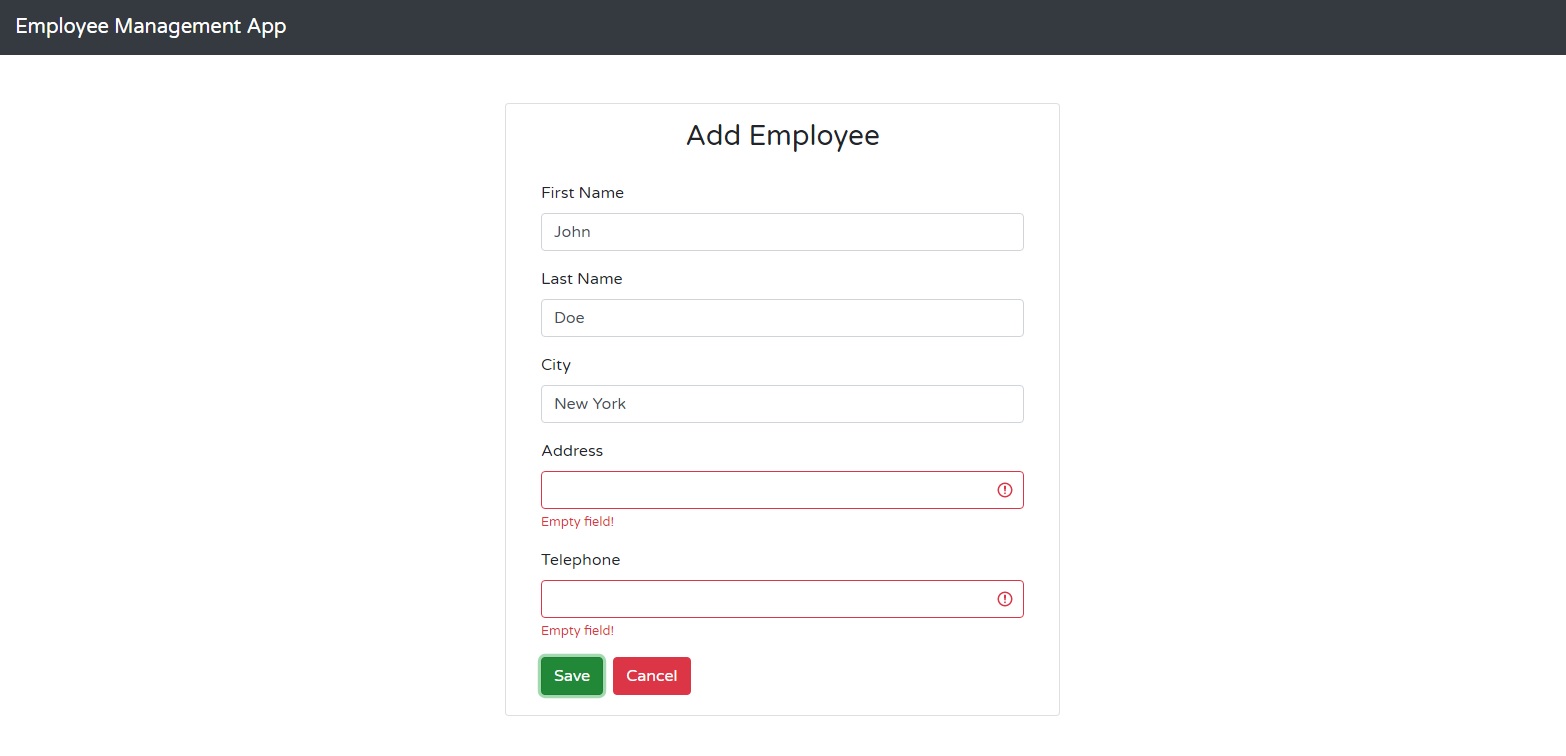 Employee Management App
Add Employee
First Name
John
Last Name
Doe
City
New York
Address
Empty field!
Telephone
Empty field!
Save Cancel